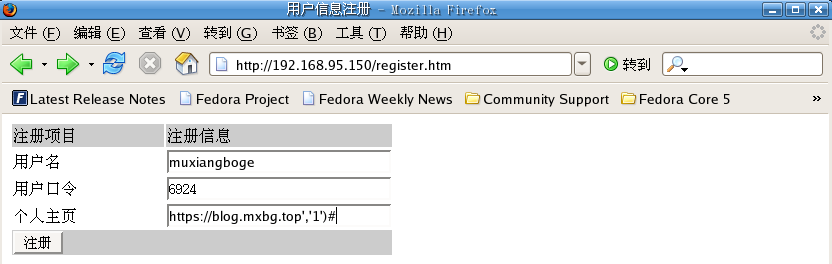 用户信息注册 - Mozilla Firefox
文件 (F) 编辑 (E) 查看 (V) 转到 (G) 书签 (B) 工具 (T) 帮助 (H)
http://192.168.95.150/register.htm 转到
Latest Release Notes Fedora Project Fedora Weekly News Community Support Fedora Core 5 »
注册项目 注册信息
用户名 muxiangboge
用户口令 6924
个人主页 https://blog.mxbg.top','1')#
注册